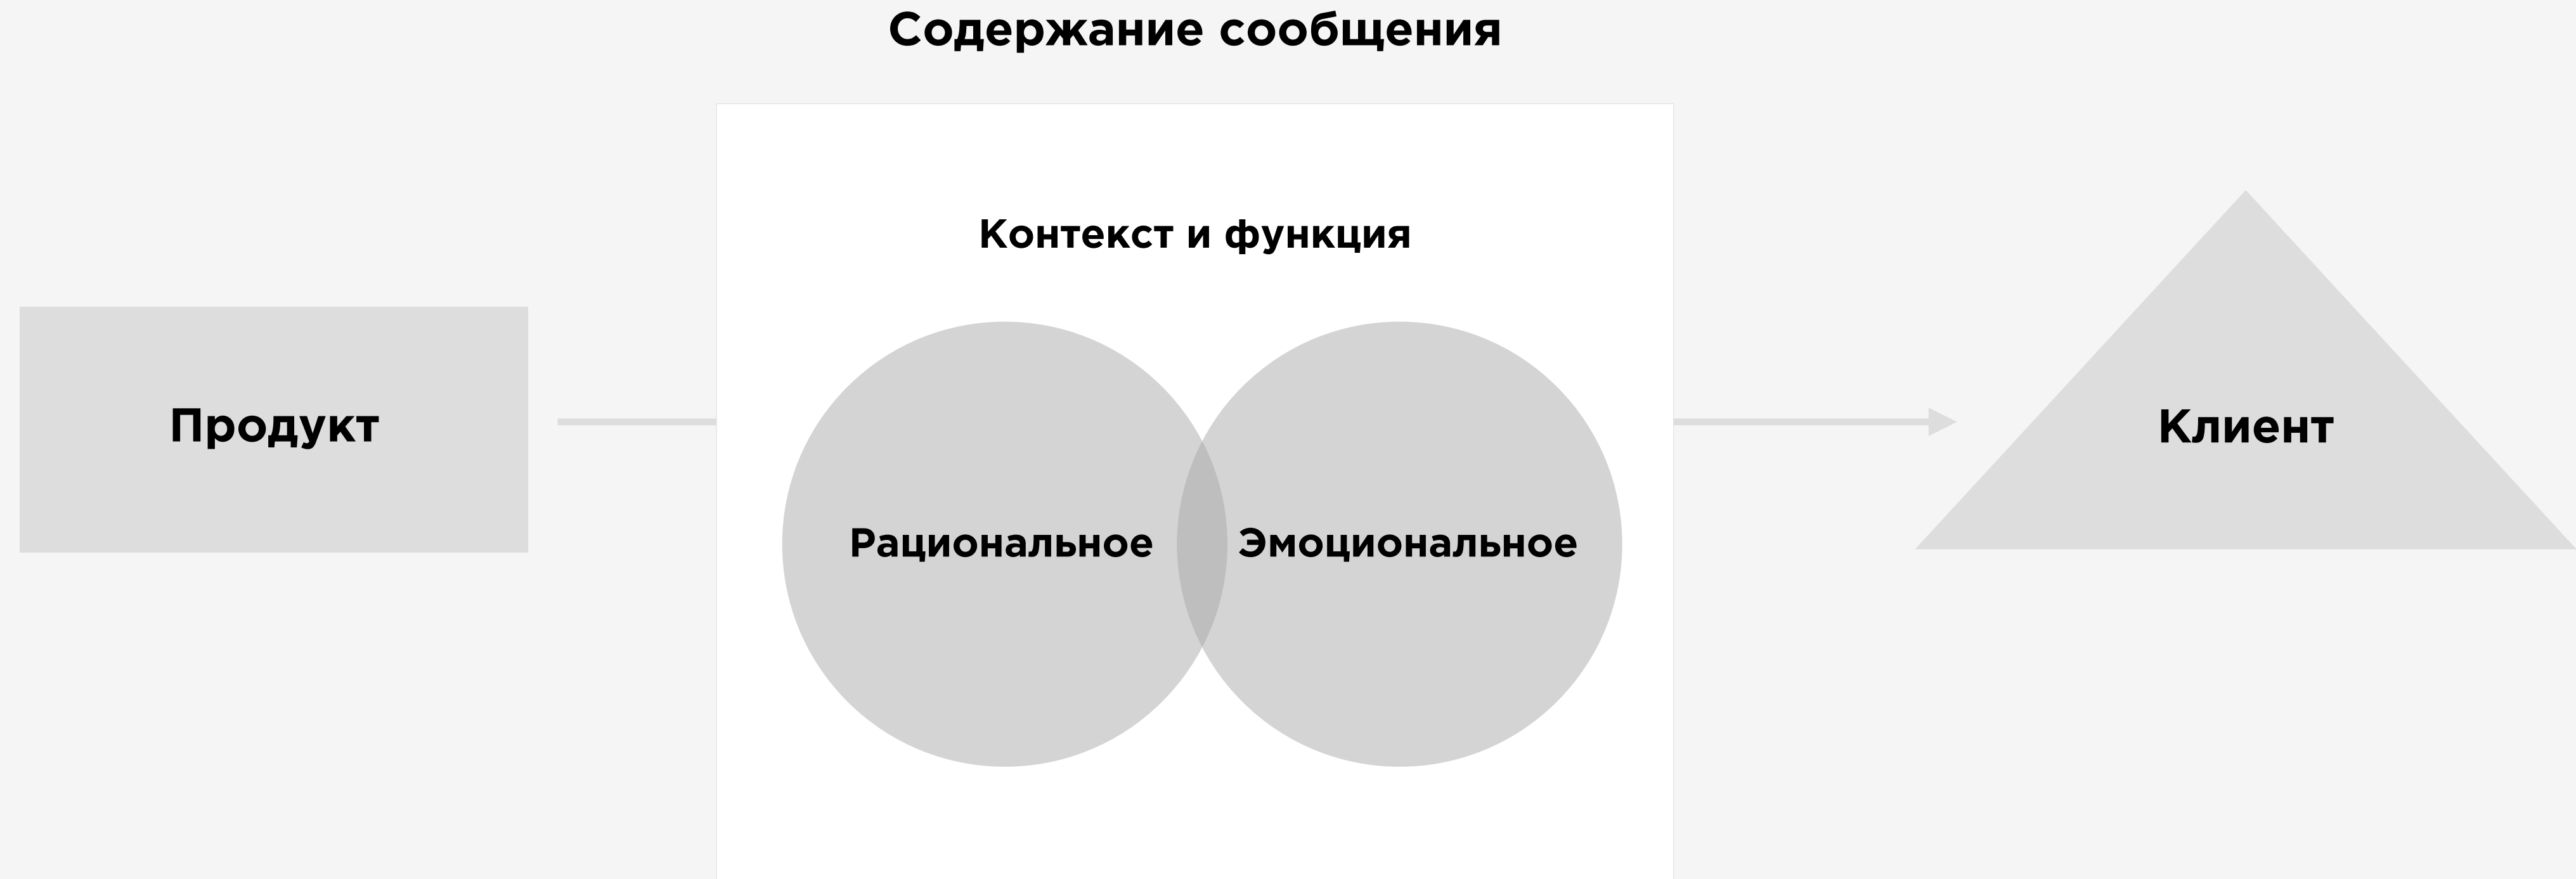 Содержание сообщения
Контекст и функция
Продукт
Клиент
Рациональное
Эмоциональное